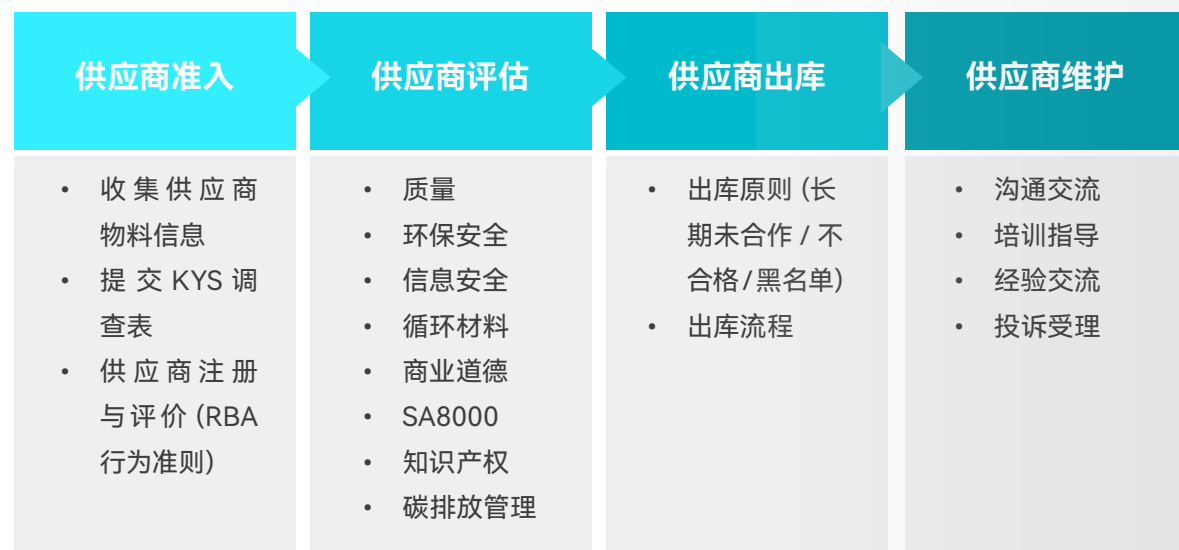 供应商准入
• 收集供应商
物料信息
• 提交 KYS 调
查表
• 供应商注册
与评价 (RBA
行为准则)
供应商评估
• 质量
• 环保安全
• 信息安全
• 循环材料
• 商业道德
• SA8000
• 知识产权
• 碳排放管理
供应商出库
• 出库原则 (长
期未合作 / 不
合格/黑名单)
• 出库流程
供应商维护
• 沟通交流
• 培训指导
• 经验交流
• 投诉受理